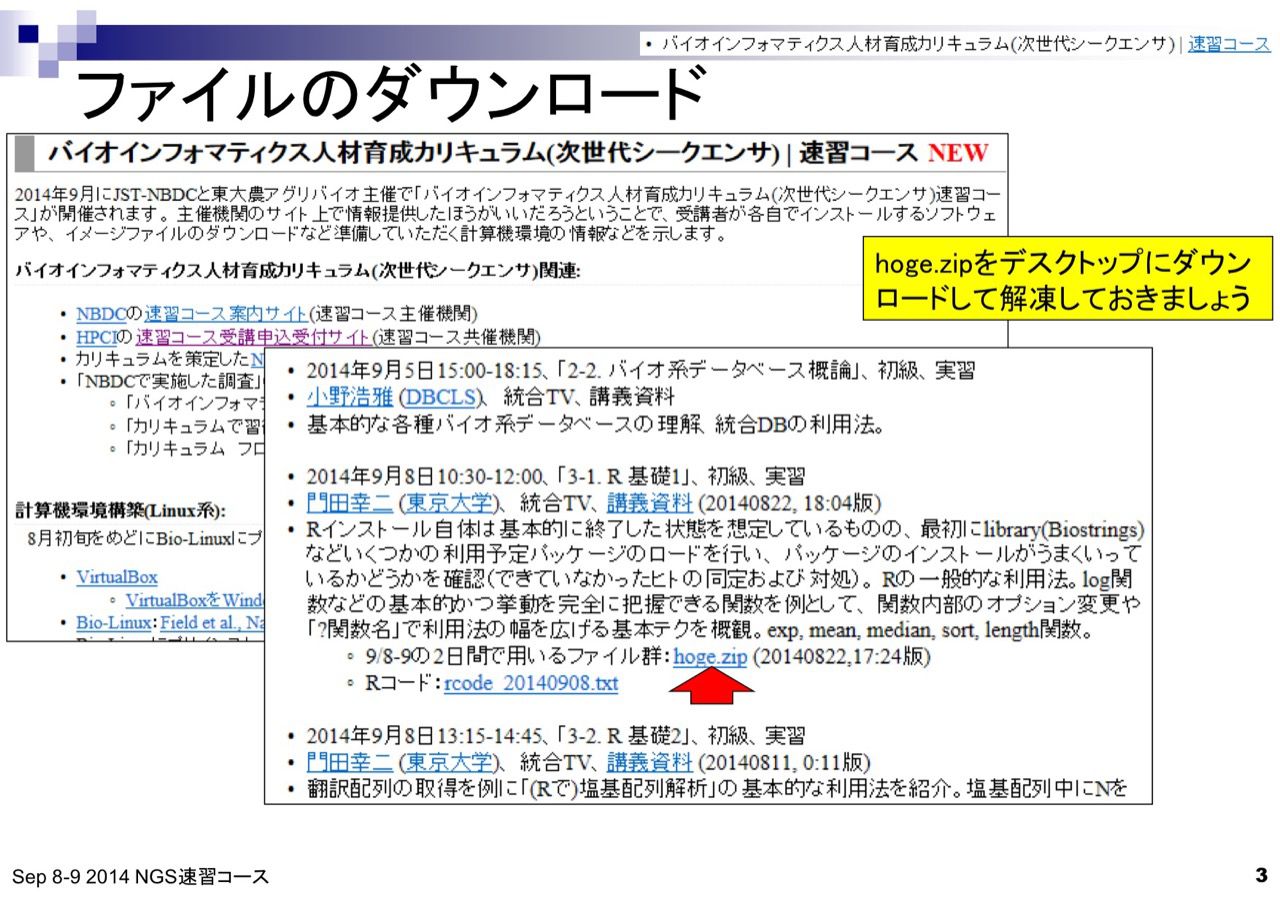 • バイオインフォマティクス人材育成カリキュラム(次世代シークエンサ) | 速習コース
ファイルのダウンロード
バイオインフォマティクス人材育成カリキュラム(次世代シークエンサ) | 速習コース NEW
2014年9月にJST-NBDCと東大農アグリバイオ主催で「バイオインフォマティクス人材育成カリキュラム(次世代シークエンサ)速習コー
ス」が開催されます。主催機関のサイト上で情報提供したほうがいいだろうということで、受講者が各自でインストールするソフトウェ
アや、イメージファイルのダウンロードなど準備していただく計算機環境の情報などを示します。
バイオインフォマティクス人材育成カリキュラム(次世代シークエンサ)関連:
hoge.zipをデスクトップにダウン
ロードして解凍しておきましょう
• NBDCの速習コース案内サイト(速習コース主催機関)
• HPCIの速習コース受講申込受付サイト(速習コース共催機関)
• カリキュラムを策定したN
• 「NBDCで実施した調査」
◦ 「バイオインフォマテ
◦ 「カリキュラムで習
◦ 「カリキュラム フロ
計算機環境構築(Linux系):
8月初旬をめどにBio-Linuxにプ
• VirtualBox
◦ VirtualBoxをWind
• Bio-Linux:Field et al., Na
• 2014年9月5日15:00-18:15、「2-2. バイオ系データベース概論」、初級、実習
• 小野浩雅 (DBCLS)、統合TV、講義資料
• 基本的な各種バイオ系データベースの理解、統合DBの利用法。
• 2014年9月8日10:30-12:00、「3-1. R 基礎1」、初級、実習
• 門田幸二 (東京大学)、統合TV、講義資料 (20140822, 18:04版)
• Rインストール自体は基本的に終了した状態を想定しているものの、最初にlibrary(Biostrings)
などいくつかの利用予定パッケージのロードを行い、パッケージのインストールがうまくいって
いるかどうかを確認(できていなかったヒトの同定および対処)。Rの一般的な利用法。log関
数などの基本的かつ挙動を完全に把握できる関数を例として、関数内部のオプション変更や
「?関数名」で利用法の幅を広げる基本テクを概観。exp, mean, median, sort, length関数。
◦ 9/8-9の2日間で用いるファイル群:hoge.zip (20140822,17:24版)
◦ Rコード:rcode_20140908.txt
• 2014年9月8日13:15-14:45、「3-2. R 基礎2」、初級、実習
• 門田幸二 (東京大学)、統合TV、講義資料 (20140811, 0:11版)
• 翻訳配列の取得を例に「(Rで)塩基配列解析」の基本的な利用法を紹介。塩基配列中にNを
Sep 8-9 2014 NGS速習コース
3